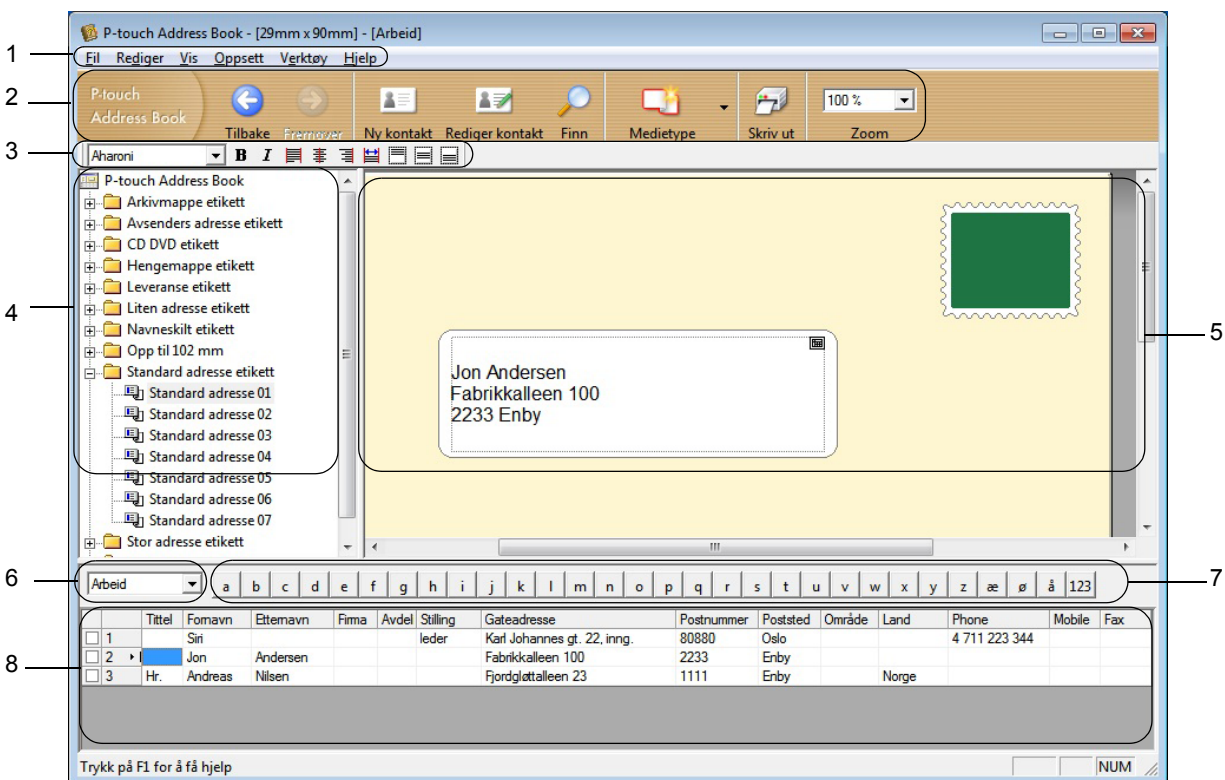 P-touch Address Book - [29mm x 90mm] - [Arbeid]
1
Fil Rediger Vis Oppsett Verktøy Hjelp
2
P-touch
Address Book
Tilbake Fremover Ny kontakt Rediger kontakt Finn Medietype Skriv ut 100 % Zoom
3
Aharoni B I
P-touch Address Book
Arkivmappe etikett
Avsenders adresse etikett
CD DVD etikett
Hengemappe etikett
Leveranse etikett
4
Liten adresse etikett
Navneskilt etikett
Opp til 102 mm
Standard adresse etikett
Standard adresse 01
Standard adresse 02
Standard adresse 03
Standard adresse 04
Standard adresse 05
Standard adresse 06
Standard adresse 07
Stor adresse etikett
5
Jon Andersen
Fabrikkalleen 100
2233 Enby
6
Arbeid
a b c d e f g h i j k l m n o p q r s t u v w x y z æ ø å 123
7
Tittel Fornavn Etternavn Firma Avdel Stilling Gateadresse Postnummer Poststed Område Land Phone Mobile Fax
1 Siri leder Karl Johannes gt. 22, inng. 80880 Oslo 4 711 223 344
2 Jon Andersen Fabrikkalleen 100 2233 Enby
8
3 Hr. Andreas Nilsen Fjordgløttalleen 23 1111 Enby Norge
Trykk på F1 for å få hjelp NUM